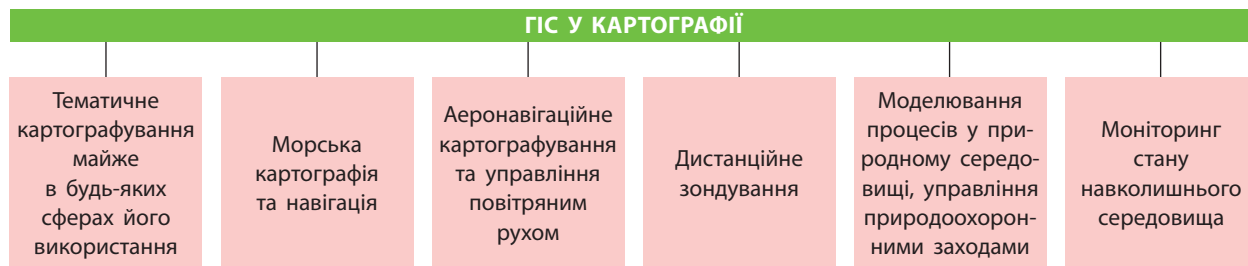 ГІС У КАРТОГРАФІЇ
Тематичне
картографування
майже
в будь-яких
сферах його
використання
Морська
картографія
та навігація
Аеронавігаційне
картографування
та управління
повітряним
рухом
Дистанційне
зондування
Моделювання
процесів у при-
родному середо-
вищі, управління
природоохорон-
ними заходами
Моніторинг
стану
навколишнього
середовища